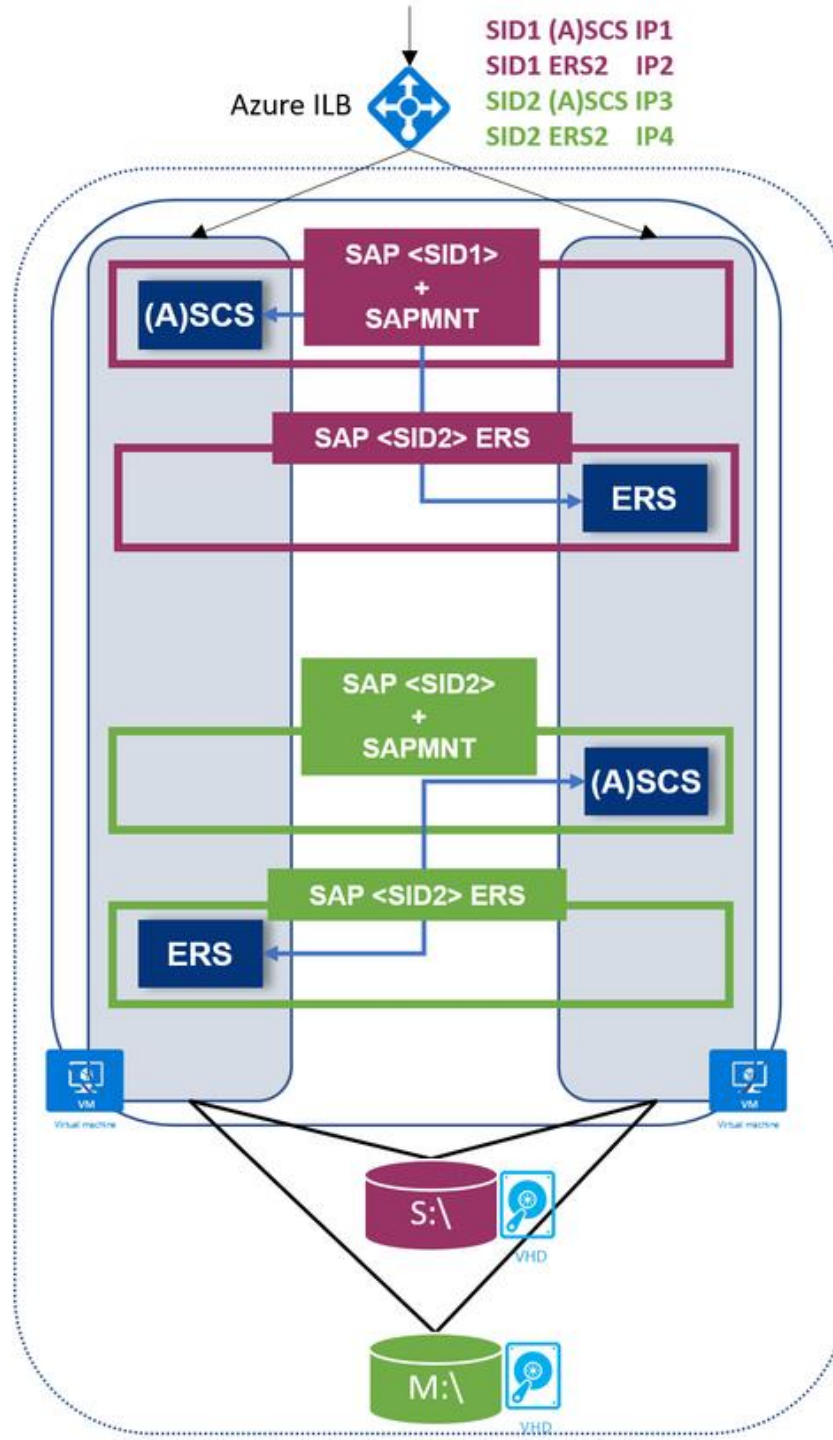 SID1 (A)SCS IP1
SID1 ERS2 IP2
SID2 (A)SCS IP3
SID2 ERS2 IP4
Azure ILB
SAP <SID1>
+
SAPMNT
(A)SCS
SAP <SID2> ERS
ERS
SAP <SID2>
+
SAPMNT
(A)SCS
SAP <SID2> ERS
ERS
VM
Virtual machine
VM
Virtual machine
S:\
VHD
M:\
VHD